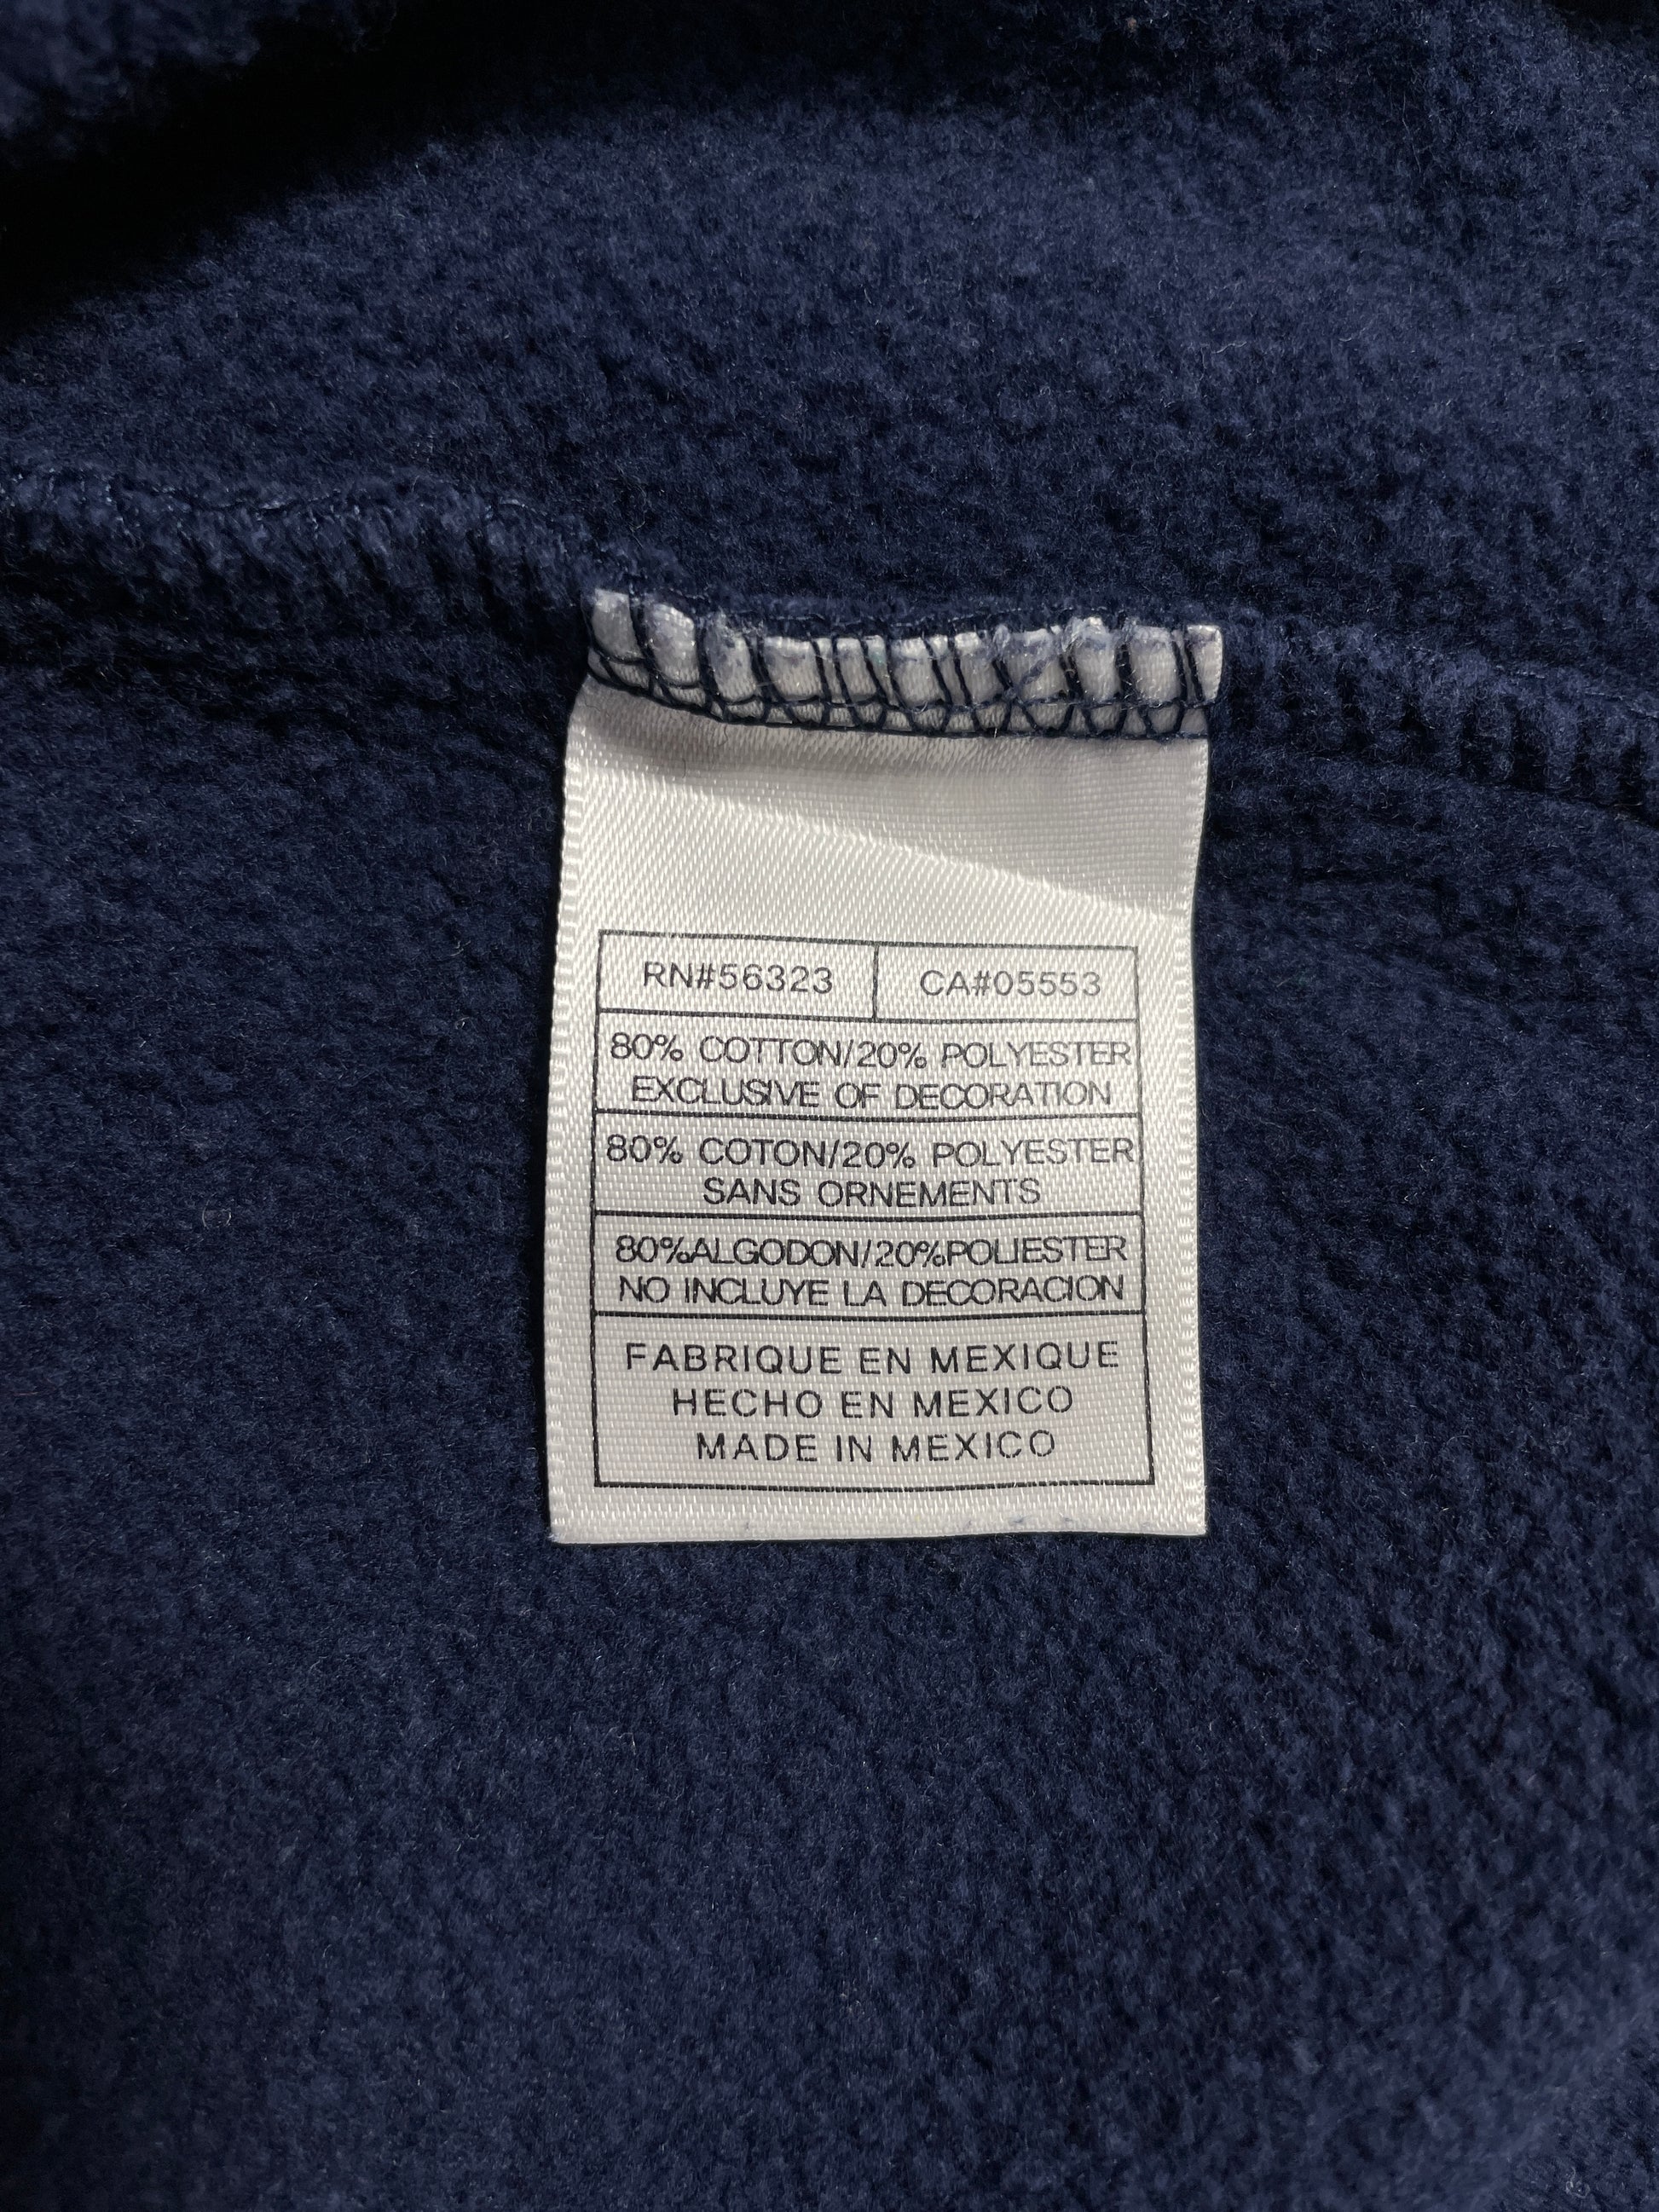 RN#56323 CA#05553
80% COTTON/20% POLYESTER
EXCLUSIVE OF DECORATION
80% COTON/20% POLYESTER
SANS ORNEMENTS
80%ALGODON/20%POLIESTER
NO INCLUYE LA DECORACION
FABRIQUE EN MEXIQUE
HECHO EN MEXICO
MADE IN MEXICO